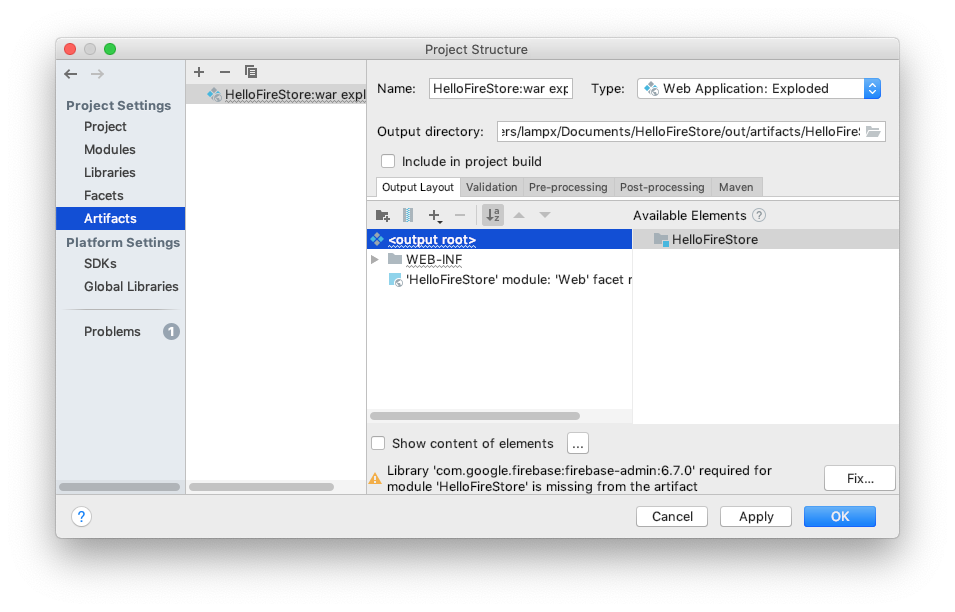 Project Structure
Project Settings
Project
Modules
Libraries
Facets
Artifacts
Platform Settings
SDKs
Global Libraries
Problems
1
?
HelloFireStore:war expl
Name: HelloFireStore:war exp Type: Web Application: Exploded
Output directory: ers/lampx/Documents/HelloFireStore/out/artifacts/HelloFire
Include in project build
Output Layout Validation Pre-processing Post-processing Maven
Available Elements ?
<output root>
WEB-INF
'HelloFireStore' module: 'Web' facet r
HelloFireStore
Show content of elements ...
Library 'com.google.firebase:firebase-admin:6.7.0' required for
module 'HelloFireStore' is missing from the artifact
Fix...
Cancel Apply OK